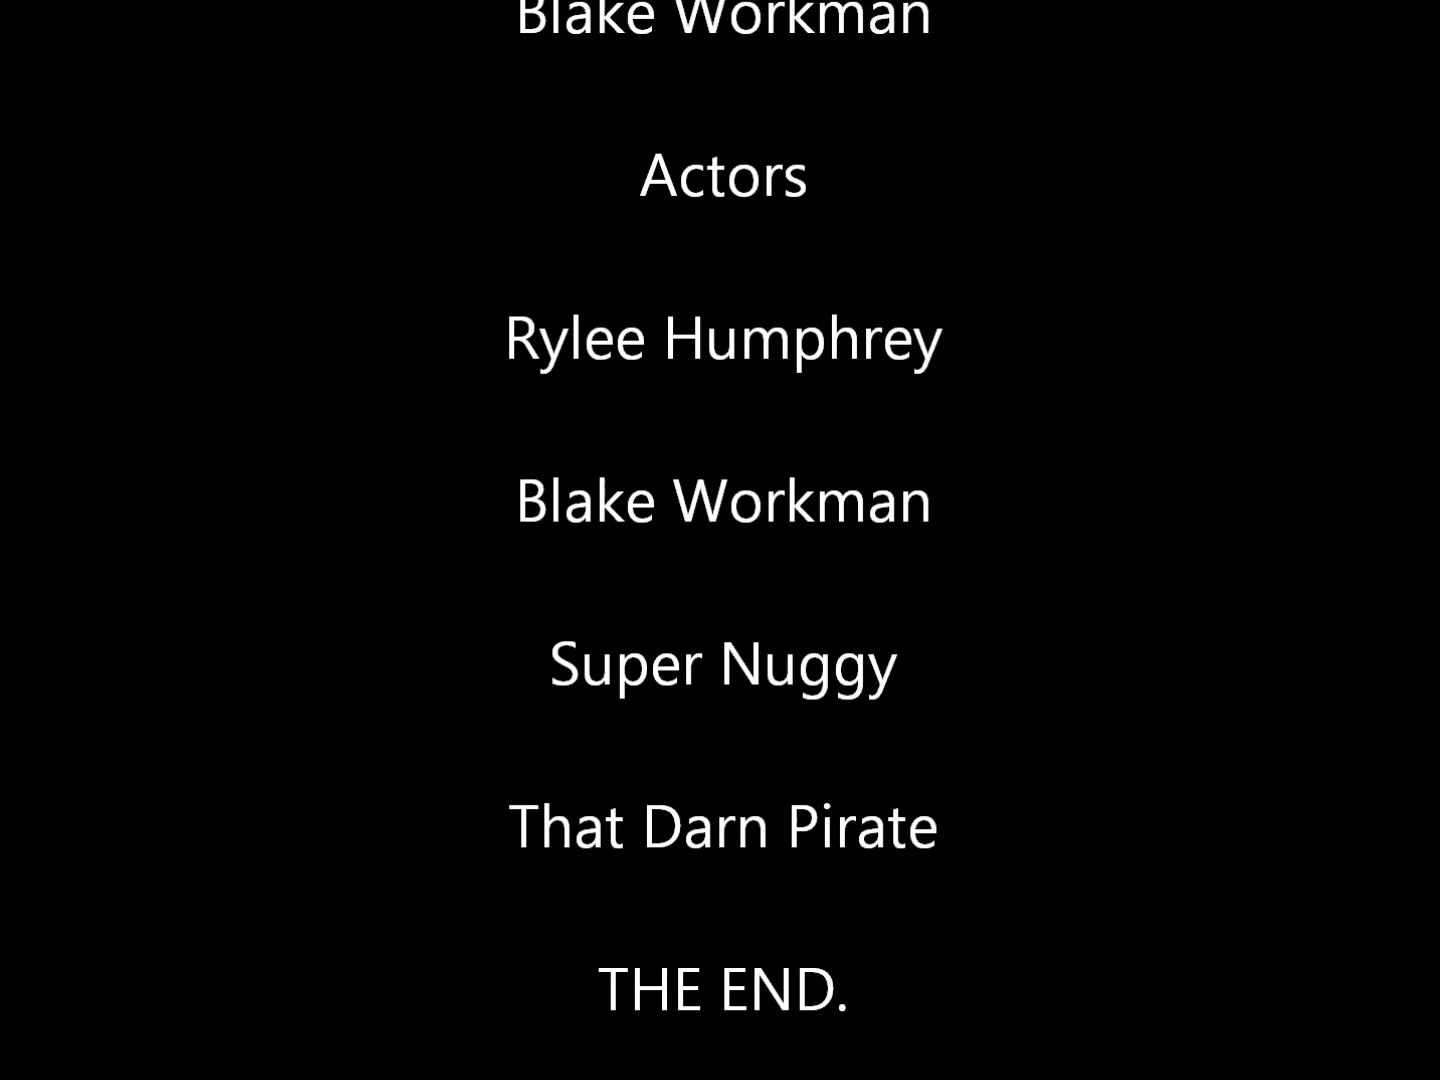 Blake Workman
Actors
Rylee Humphrey
Blake Workman
Super Nuggy
That Darn Pirate
THE END.